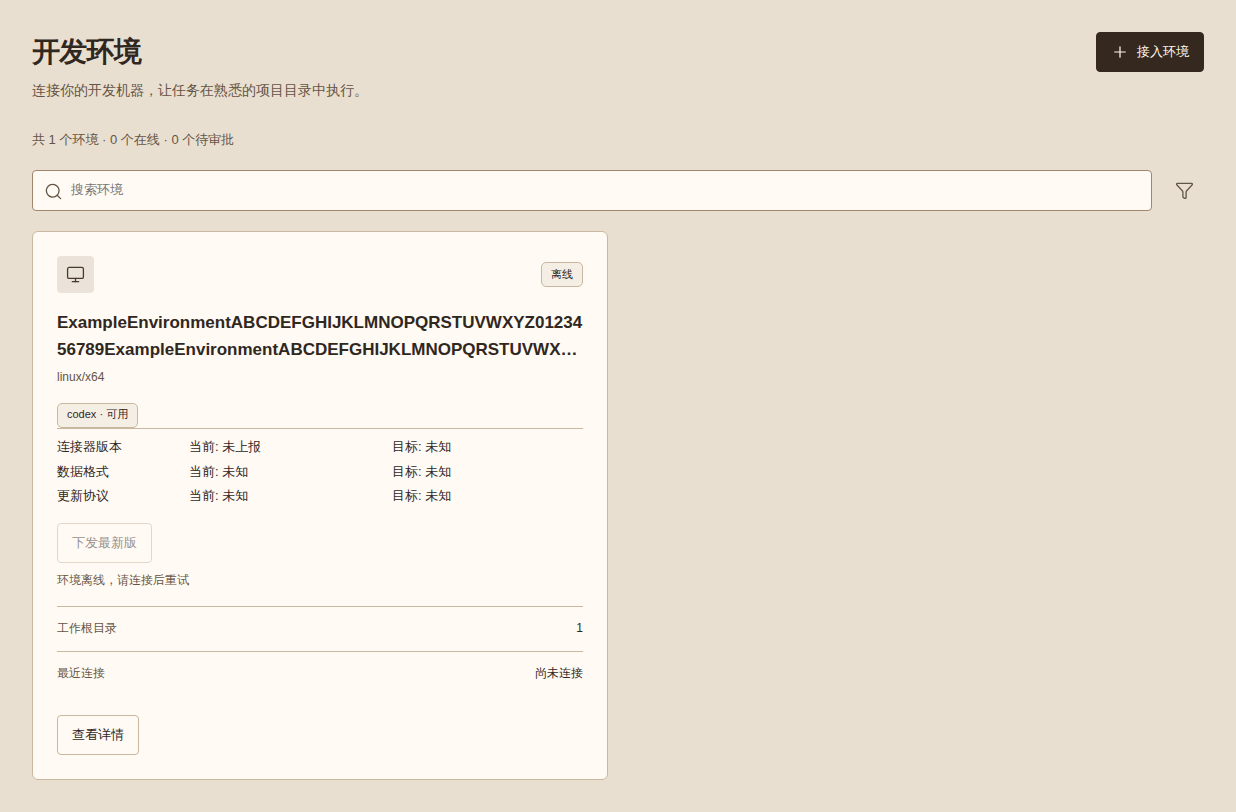 开发环境
接入环境
连接你的开发机器，让任务在熟悉的项目目录中执行。
共 1 个环境 · 0 个在线 · 0 个待审批
搜索环境
离线
ExampleEnvironmentABCDEFGHIJKLMNOPQRSTUVWXYZ01234
56789ExampleEnvironmentABCDEFGHIJKLMNOPQRSTUVWX…
linux/x64
codex · 可用
连接器版本 当前: 未上报 目标: 未知
数据格式 当前: 未知 目标: 未知
更新协议 当前: 未知 目标: 未知
下发最新版
环境离线，请连接后重试
工作根目录 1
最近连接 尚未连接
查看详情